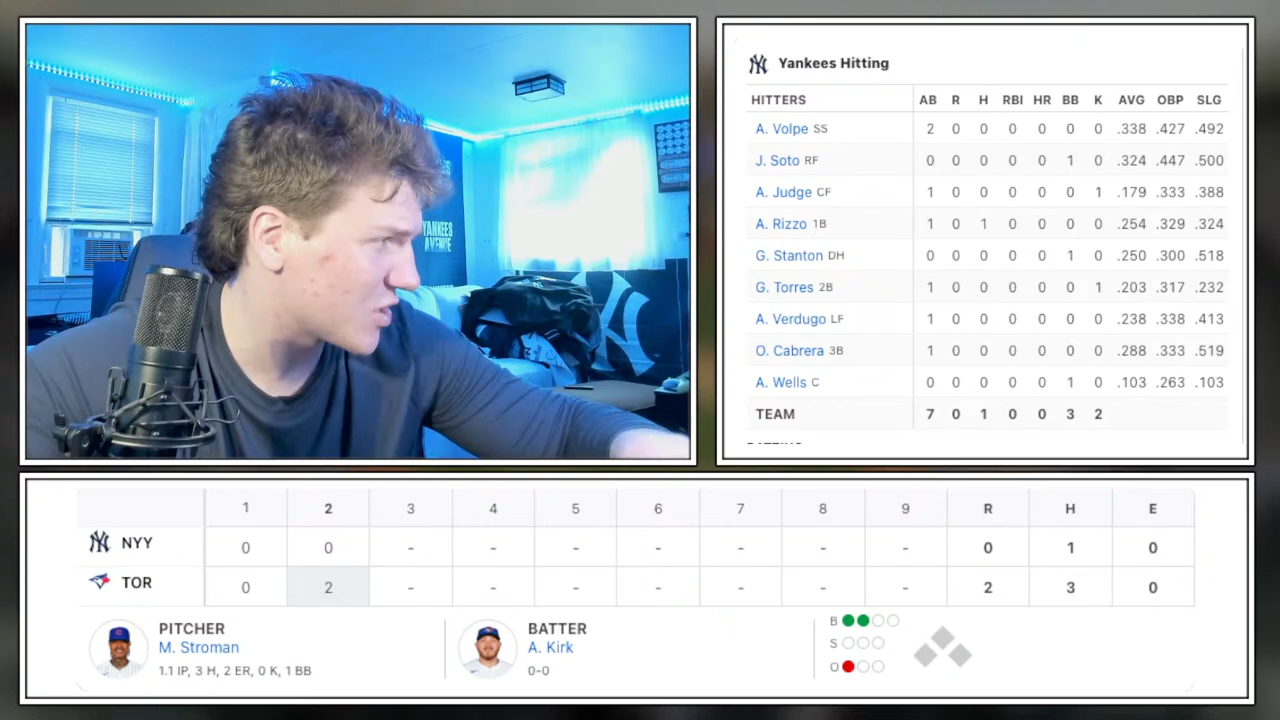 YANKEES
AVENUE
Yankees Hitting
HITTERS AB R H RBI HR BB K AVG OBP SLG
A. Volpe SS 2 0 0 0 0 0 0 .338 .427 .492
J. Soto RF 0 0 0 0 0 1 0 .324 .447 .500
A. Judge CF 1 0 0 0 0 0 1 .179 .333 .388
A. Rizzo 1B 1 0 1 0 0 0 0 .254 .329 .324
G. Stanton DH 0 0 0 0 0 1 0 .250 .300 .518
G. Torres 2B 1 0 0 0 0 0 1 .203 .317 .232
A. Verdugo LF 1 0 0 0 0 0 0 .238 .338 .413
O. Cabrera 3B 1 0 0 0 0 0 0 .288 .333 .519
A. Wells C 0 0 0 0 0 1 0 .103 .263 .103
TEAM 7 0 1 0 0 3 2
1 2 3 4 5 6 7 8 9 R H E
NYY 0 0 - - - - - - - 0 1 0
TOR 0 2 - - - - - - - 2 3 0
PITCHER
M. Stroman
1.1 IP, 3 H, 2 ER, 0 K, 1 BB
BATTER
A. Kirk
0-0
B
S
O